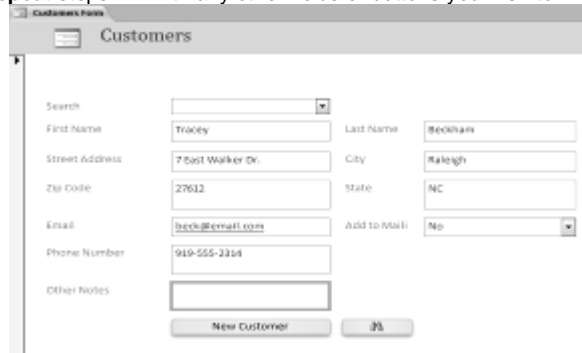 Customers Form
Customers
Search
First Name Tracey Last Name Beckham
Street Address 7 East Walker Dr. City Raleigh
Zip Code 27612 State NC
Email beck@email.com Add to Maili No
Phone Number 919-555-2314
Other Notes
New Customer